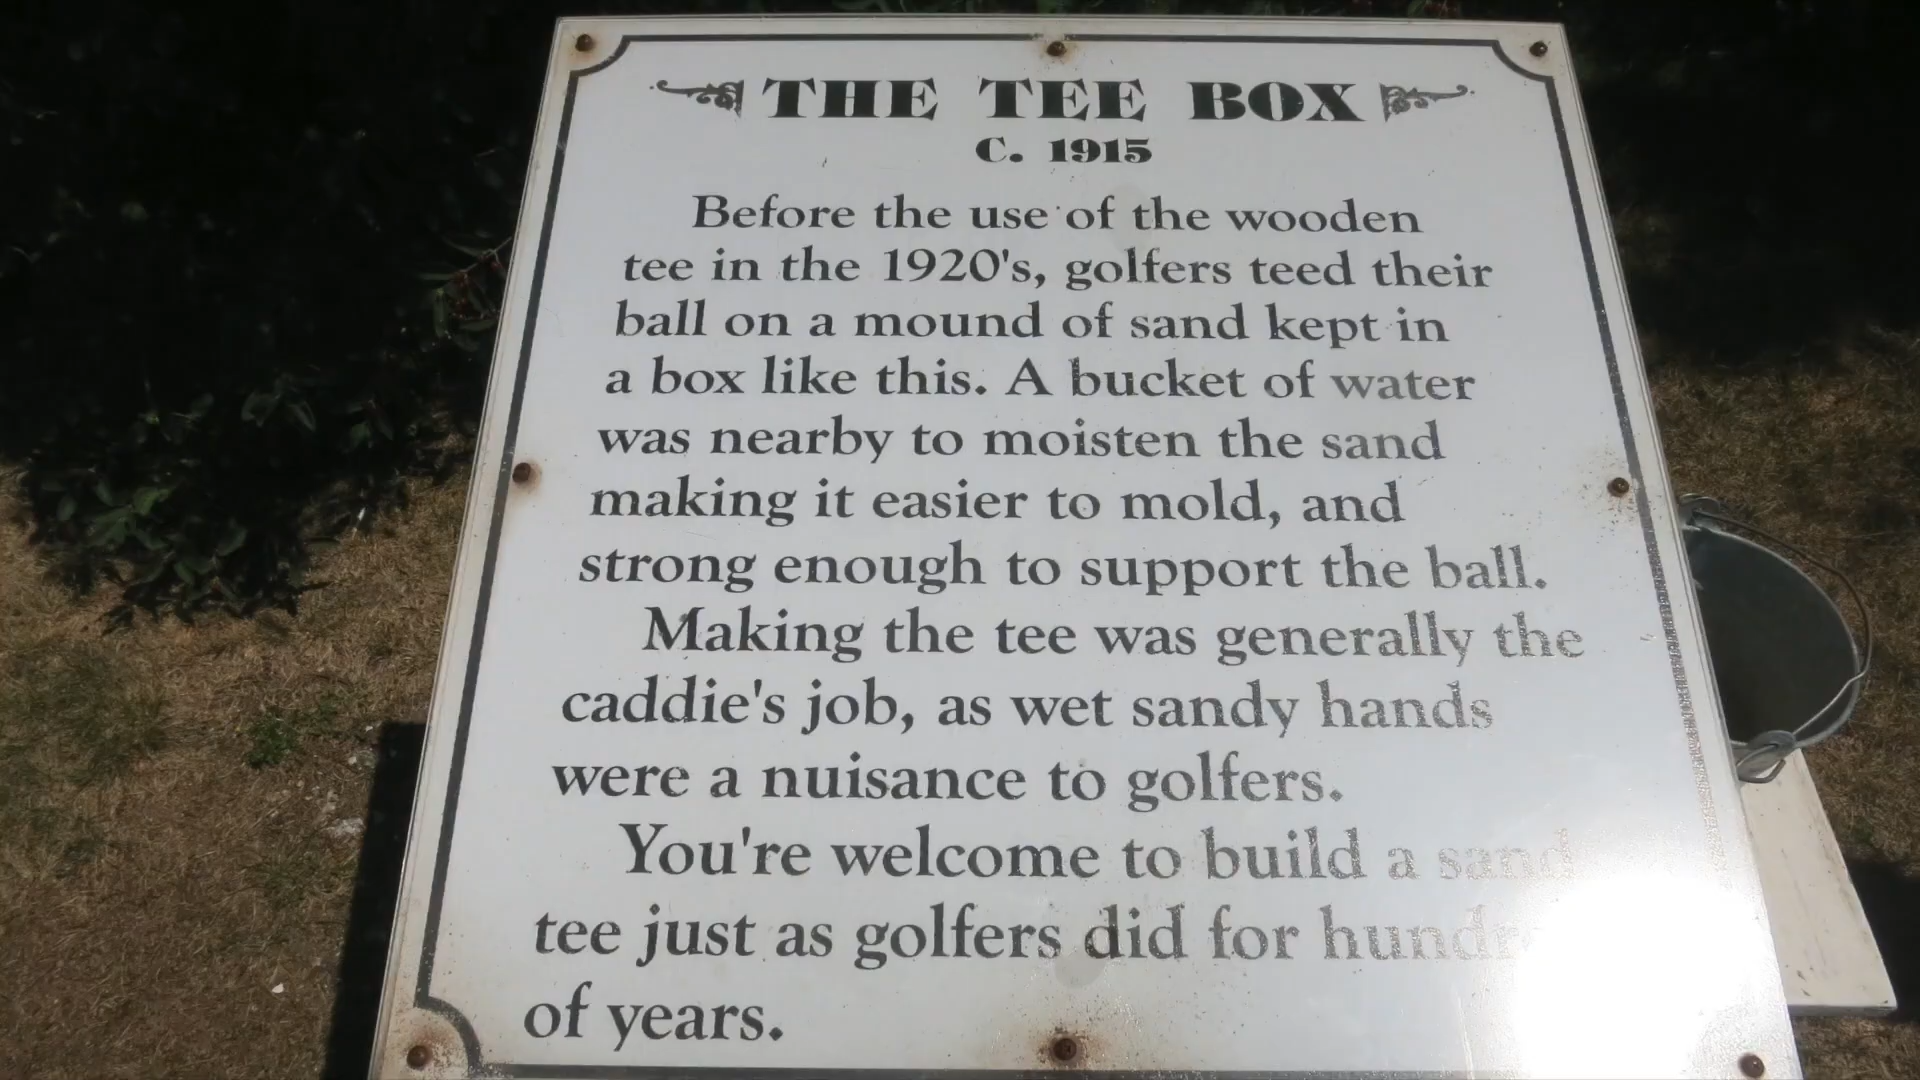 THE TEE BOX
C. 1915
Before the use of the wooden
tee in the 1920's, golfers teed their
ball on a mound of sand kept in
a box like this. A bucket of water
was nearby to moisten the sand
making it easier to mold, and
strong enough to support the ball.
Making the tee was generally the
caddie's job, as wet sandy hands
were a nuisance to golfers.
You're welcome to build a sand
tee just as golfers did for
of years.